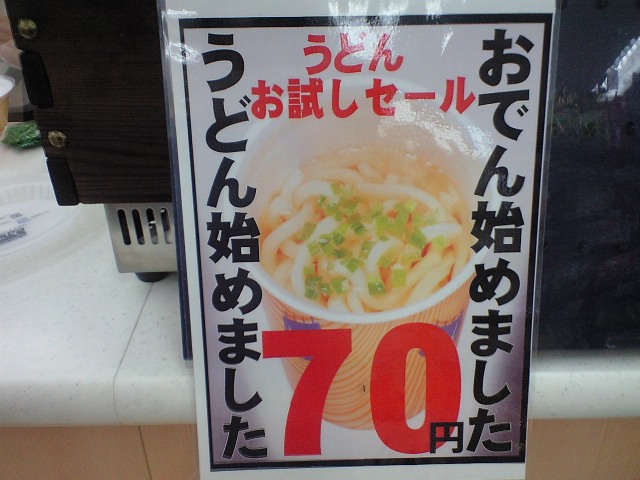 おでん始めました
うどん
お試しセール
うどん始めました
70円